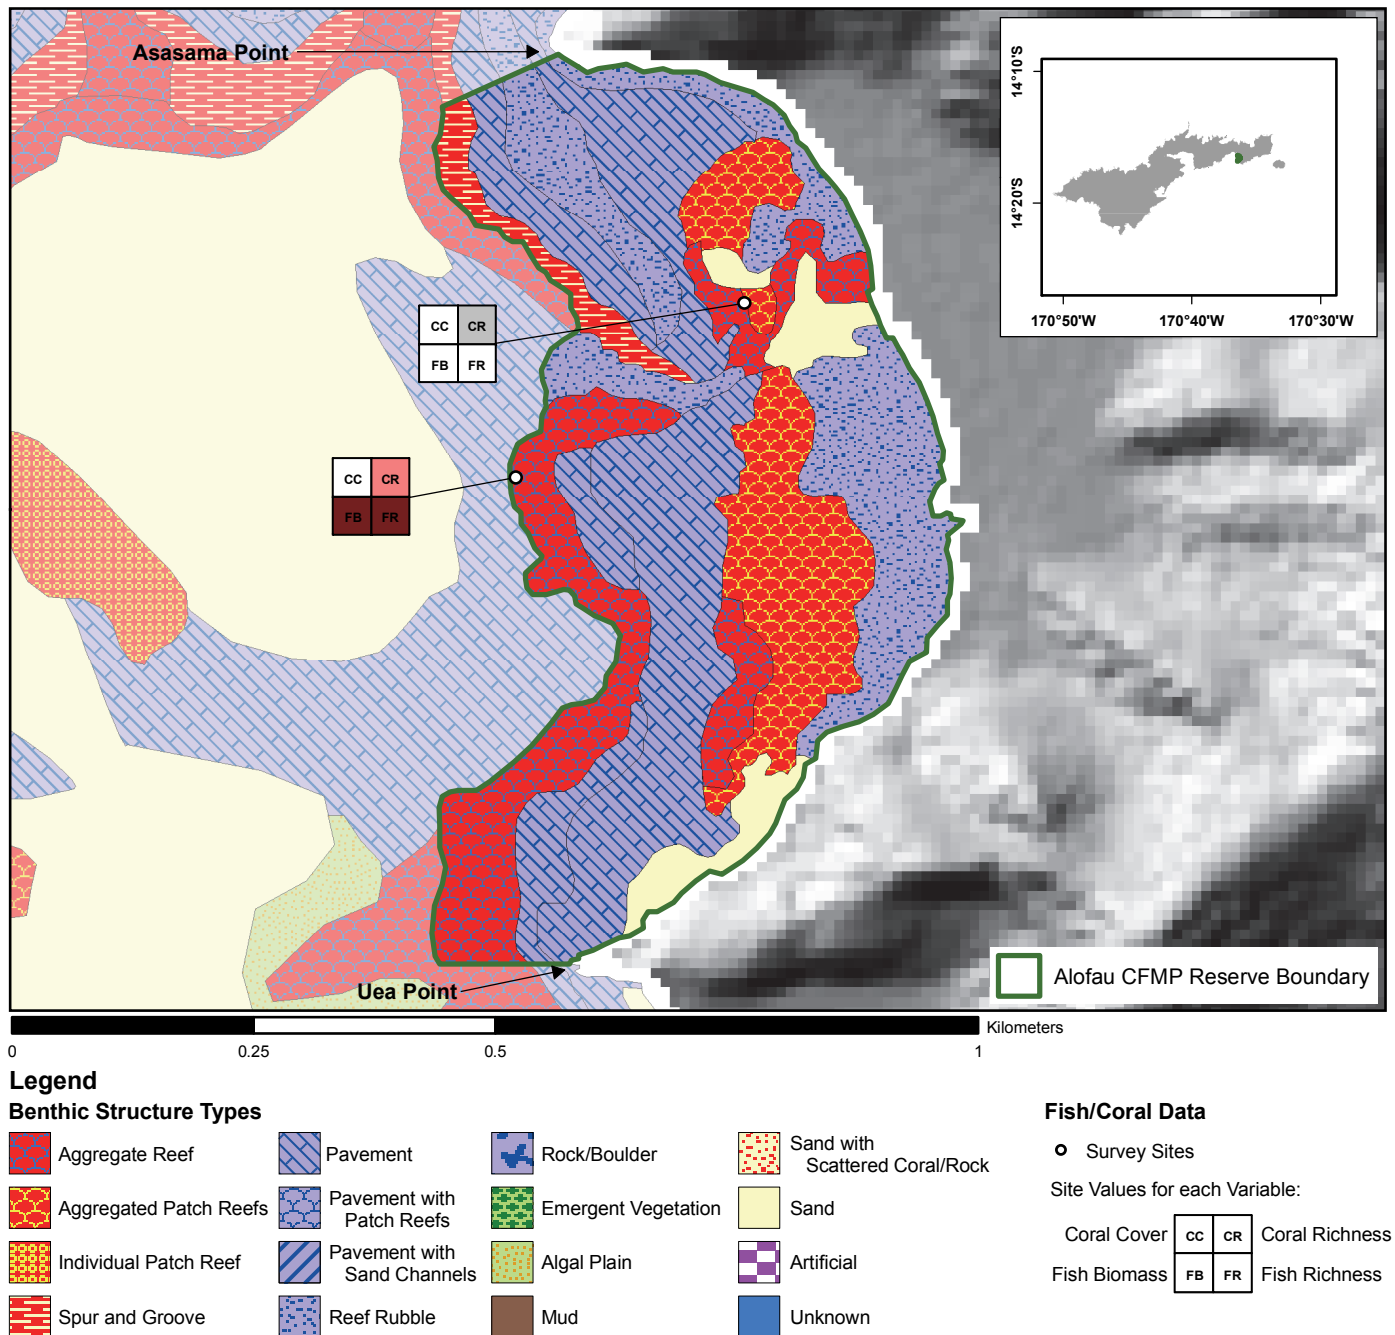 Asasama Point
14°10'S
14°20'S
170°50'W
170°40'W
170°30'W
CC
CR
FB
FR
CC
CR
FB
FR
Uea Point
Alofau CFMP Reserve Boundary
0
0.25
0.5
1
Kilometers
Legend
Benthic Structure Types
Aggregate Reef
Aggregated Patch Reefs
Individual Patch Reef
Spur and Groove
Pavement
Pavement with
Patch Reefs
Pavement with
Sand Channels
Reef Rubble
Rock/Boulder
Emergent Vegetation
Algal Plain
Mud
Sand with
Scattered Coral/Rock
Sand
Artificial
Unknown
Fish/Coral Data
Survey Sites
Site Values for each Variable:
Coral Cover CC CR Coral Richness
Fish Biomass FB FR Fish Richness